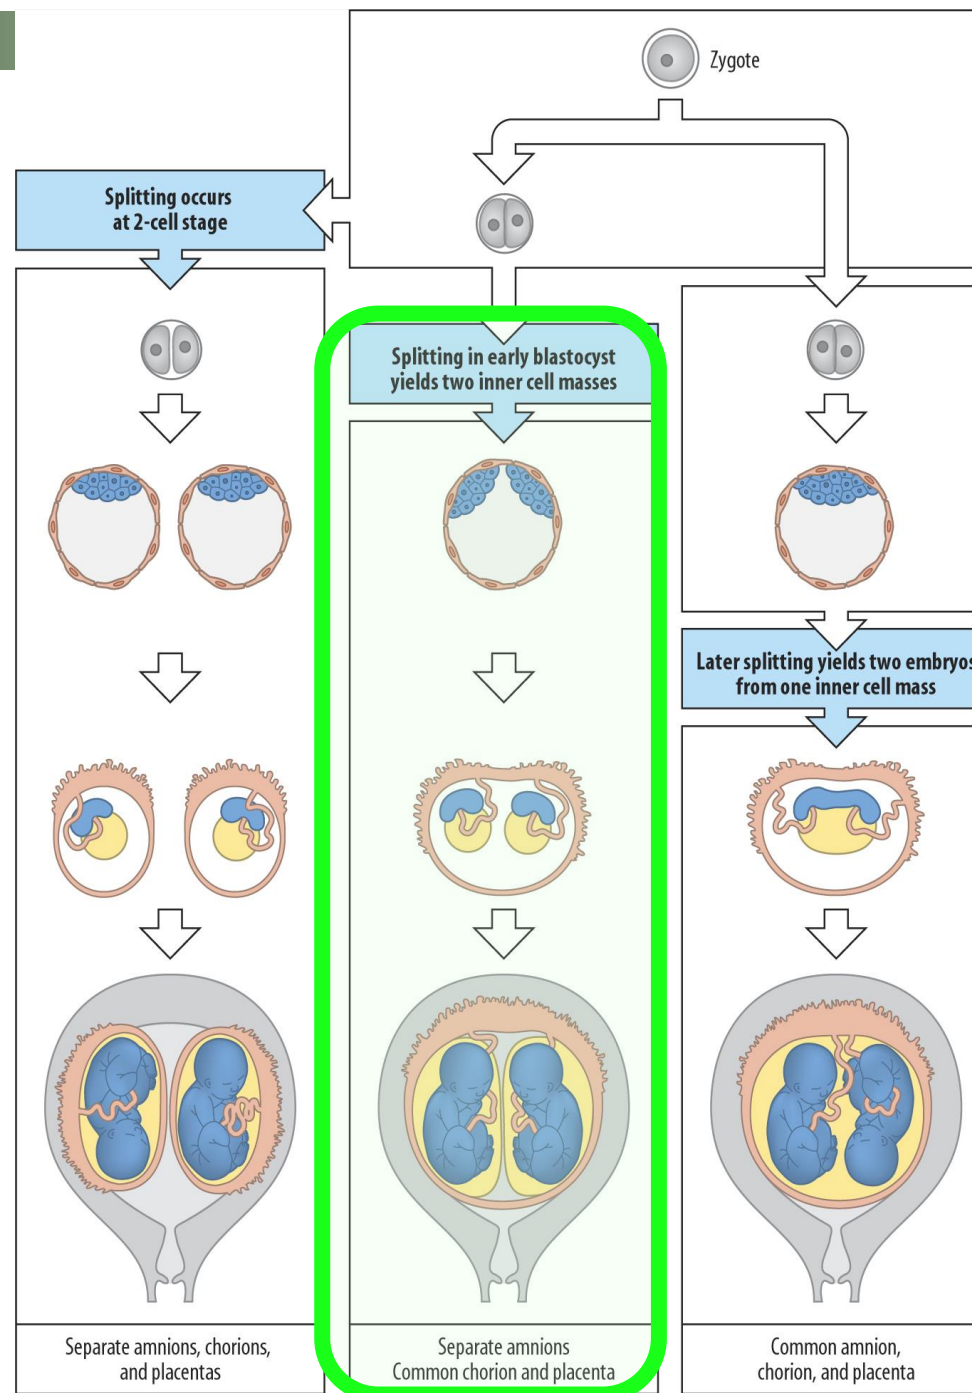 Zygote
Splitting occurs
at 2-cell stage
Splitting in early blastocyst
yields two inner cell masses
Later splitting yields two embryos
from one inner cell mass
Separate amnions, chorions,
and placentas
Separate amnions
Common chorion and placenta
Common amnion,
chorion, and placenta